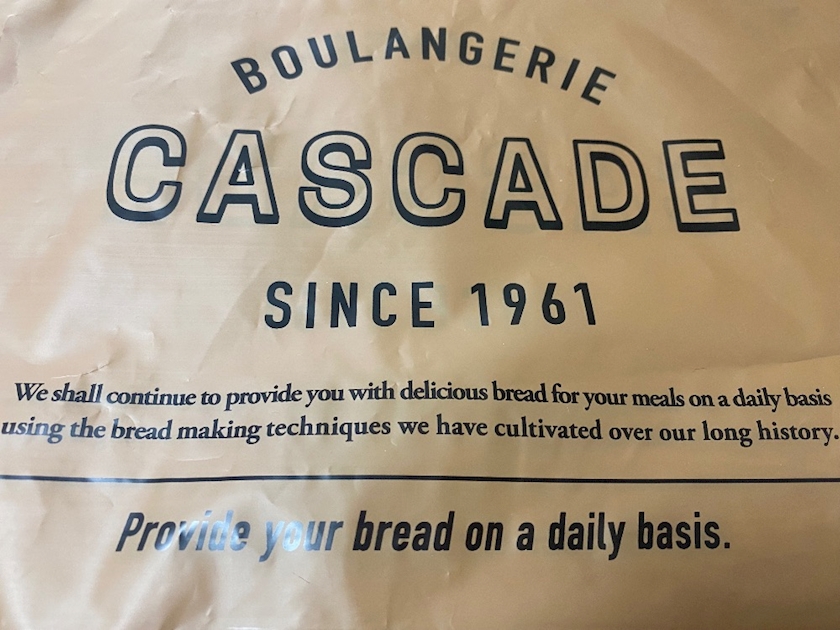 BOULANGERIE
CASCADE
SINCE 1961
We shall continue to provide you with delicious bread for your meals on a daily basis
using the bread making techniques we have cultivated over our long history.
Provide your bread on a daily basis.